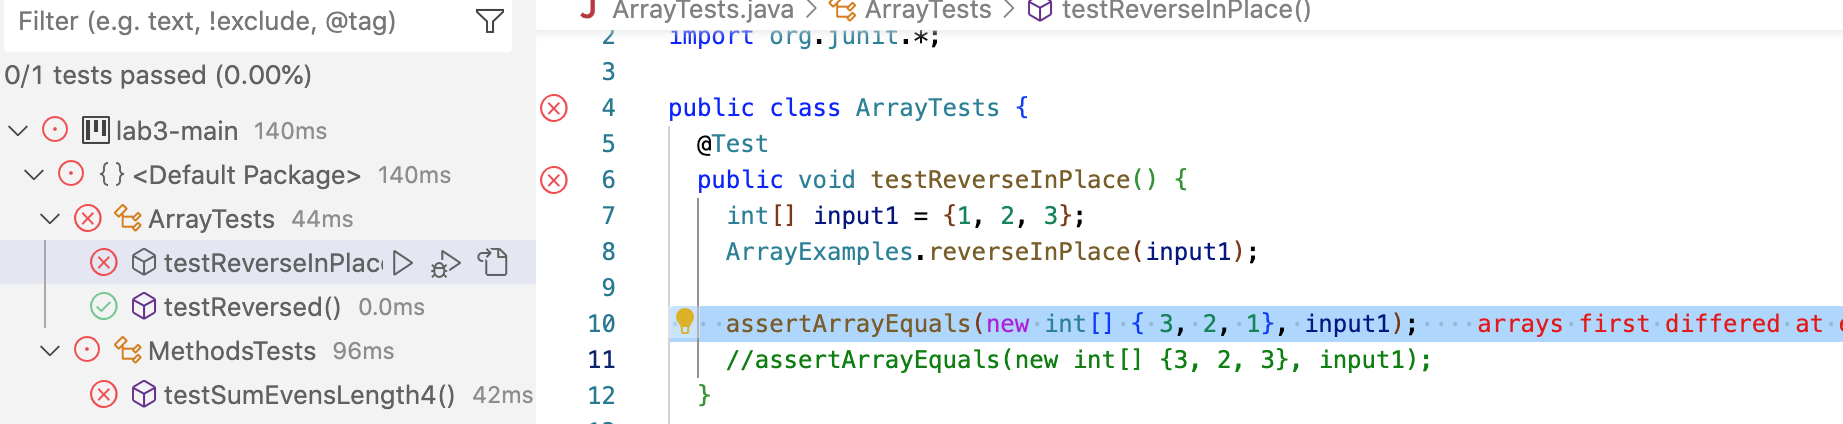 Filter (e.g. text, !exclude, @tag)
0/1 tests passed (0.00%)
lab3-main 140ms
{} <Default Package> 140ms
ArrayTests 44ms
testReverseInPlac
testReversed() 0.0ms
MethodsTests 96ms
testSumEvensLength4() 42ms
J ArrayTests.java > ArrayTests > testReverseInPlace()
2 import org.junit.*;
3
4 public class ArrayTests {
5 @Test
6 public void testReverseInPlace() {
7 int[] input1 = {1, 2, 3};
8 ArrayExamples.reverseInPlace(input1);
9
10 assertArrayEquals(new int[] { 3, 2, 1}, input1); arrays first differed at
11 //assertArrayEquals(new int[] {3, 2, 3}, input1);
12 }